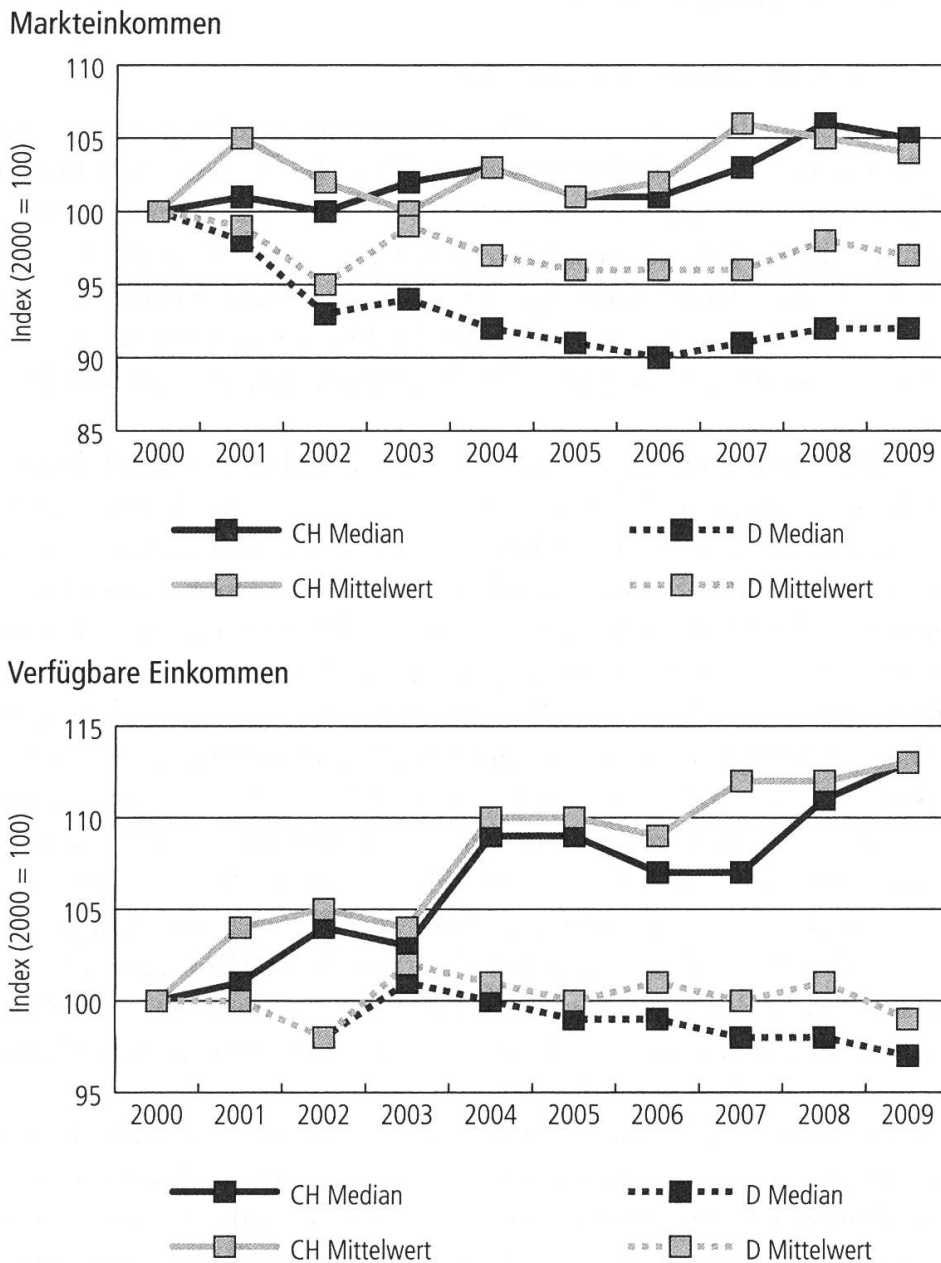 Markteinkommen
110
105
100
95
90
85
Index (2000 = 100)
2000 2001 2002 2003 2004 2005 2006 2007 2008 2009
CH Median D Median
CH Mittelwert D Mittelwert
Verfügbare Einkommen
115
110
105
100
95
Index (2000 = 100)
2000 2001 2002 2003 2004 2005 2006 2007 2008 2009
CH Median D Median
CH Mittelwert D Mittelwert